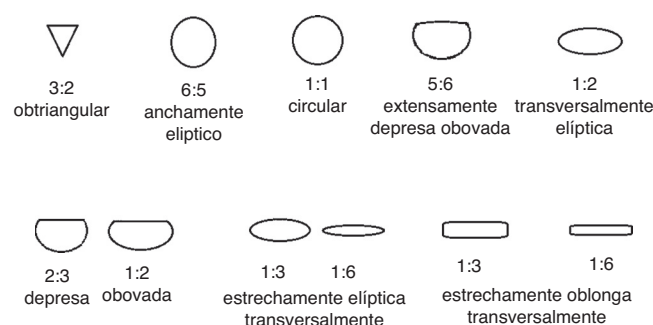 3:2
obtriangular
6:5
anchamente
eliptico
1:1
circular
5:6
extensamente
depresa obovada
1:2
transversalmente
elíptica
2:3
depresa
1:2
obovada
1:3 1:6
estrechamente elíptica
transversalmente
1:3 1:6
estrechamente oblonga
transversalmente